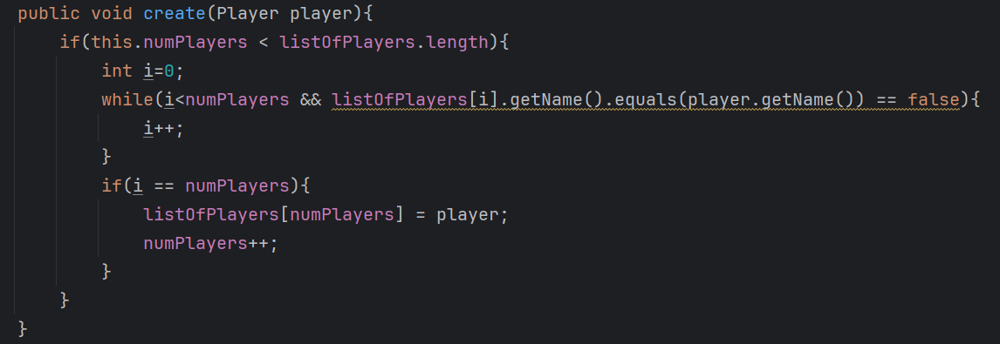 public void create(Player player){
    if(this.numPlayers < listOfPlayers.length){
        int i=0;
        while(i<numPlayers && listOfPlayers[i].getName().equals(player.getName()) == false){
            i++;
        }
        if(i == numPlayers){
            listOfPlayers[numPlayers] = player;
            numPlayers++;
        }
    }
}